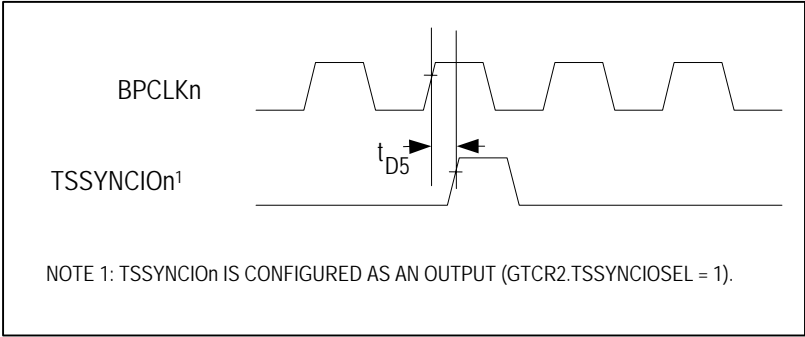 BPCLKn
tD5
TSSYNCIOn¹
NOTE 1: TSSYNCIOn IS CONFIGURED AS AN OUTPUT (GTCR2.TSSYNCIOSEL = 1).